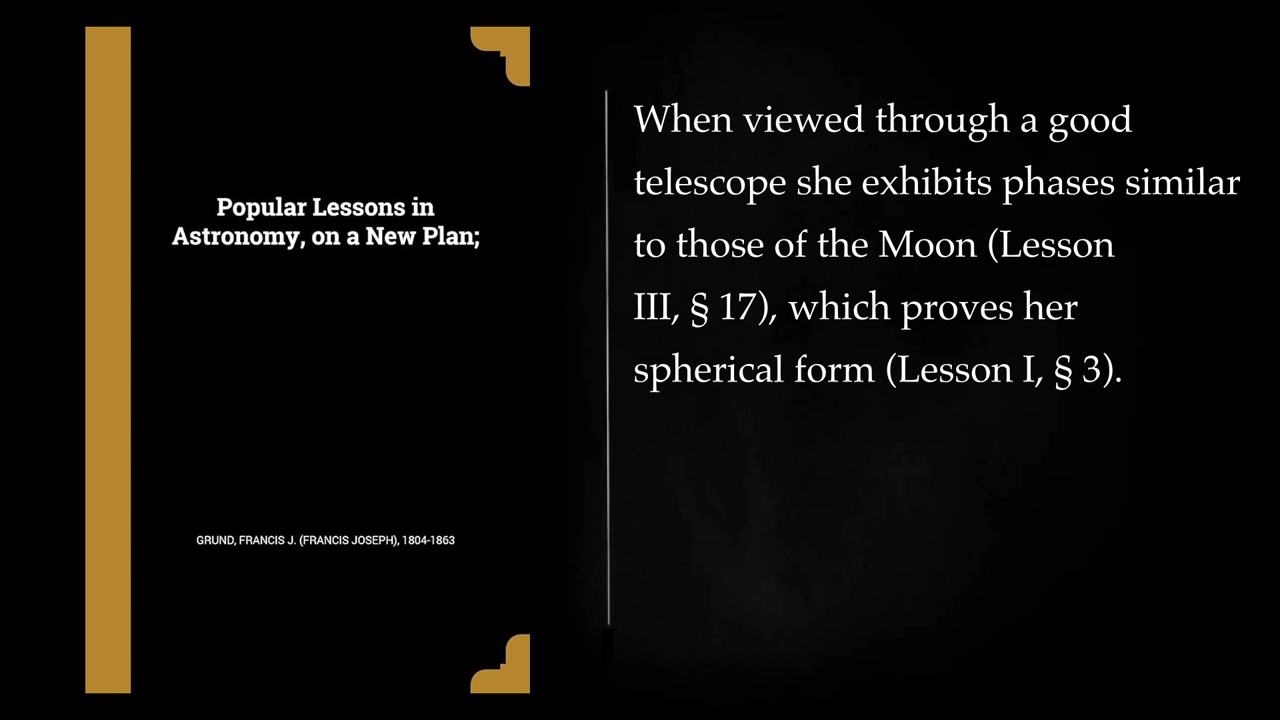 Popular Lessons in
Astronomy, on a New Plan;
GRUND, FRANCIS J. (FRANCIS JOSEPH), 1804-1863
When viewed through a good
telescope she exhibits phases similar
to those of the Moon (Lesson
III, § 17), which proves her
spherical form (Lesson I, § 3).